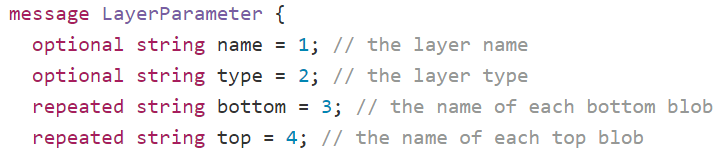 message LayerParameter {
  optional string name = 1; // the layer name
  optional string type = 2; // the layer type
  repeated string bottom = 3; // the name of each bottom blob
  repeated string top = 4; // the name of each top blob